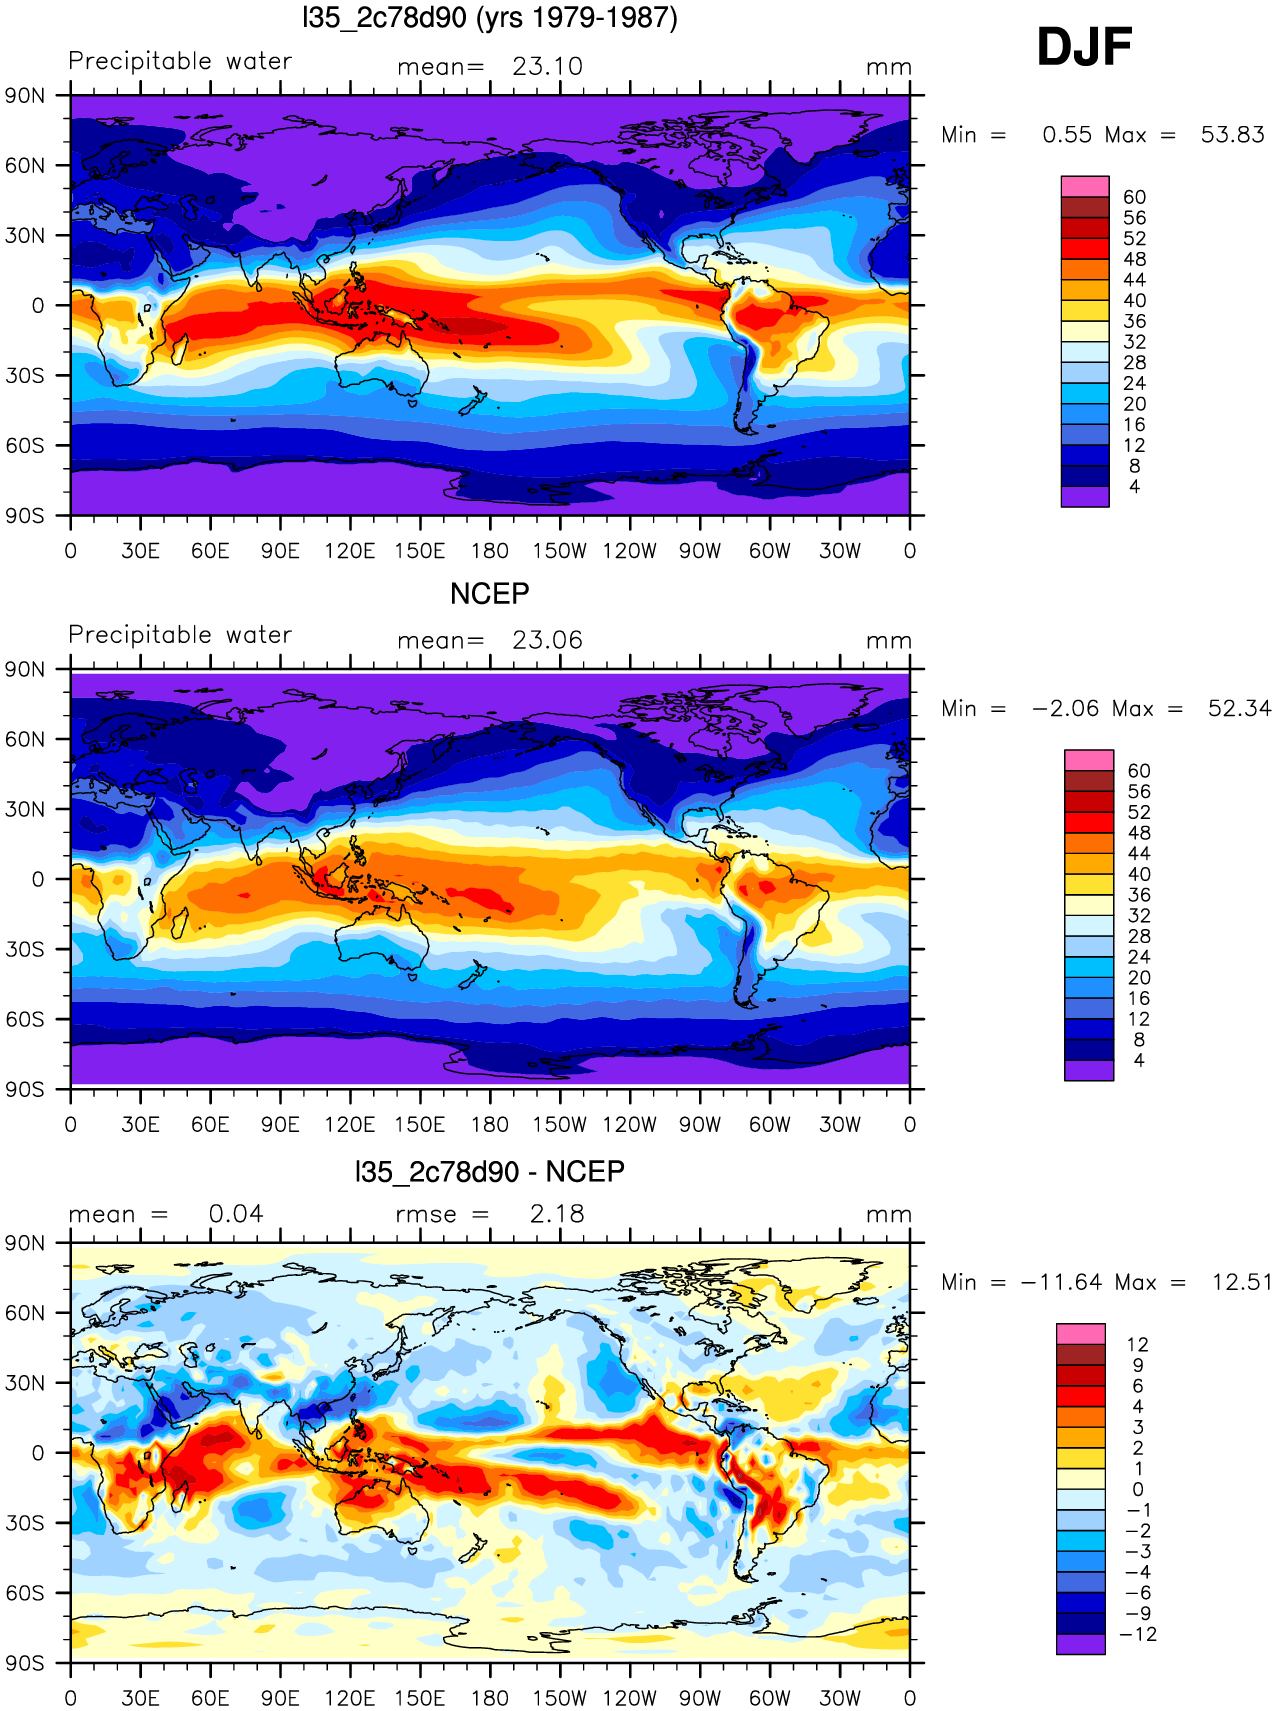 l35_2c78d90 (yrs 1979-1987)
DJF
Precipitable water mean= 23.10 mm
Min = 0.55 Max = 53.83
90N
60N
30N
0
30S
60S
90S
0 30E 60E 90E 120E 150E 180 150W 120W 90W 60W 30W 0
60
56
52
48
44
40
36
32
28
24
20
16
12
8
4
NCEP
Precipitable water mean= 23.06 mm
Min = −2.06 Max = 52.34
90N
60N
30N
0
30S
60S
90S
0 30E 60E 90E 120E 150E 180 150W 120W 90W 60W 30W 0
60
56
52
48
44
40
36
32
28
24
20
16
12
8
4
l35_2c78d90 - NCEP
mean = 0.04 rmse = 2.18 mm
Min = −11.64 Max = 12.51
90N
60N
30N
0
30S
60S
90S
0 30E 60E 90E 120E 150E 180 150W 120W 90W 60W 30W 0
12
9
6
4
3
2
1
0
−1
−2
−3
−4
−6
−9
−12